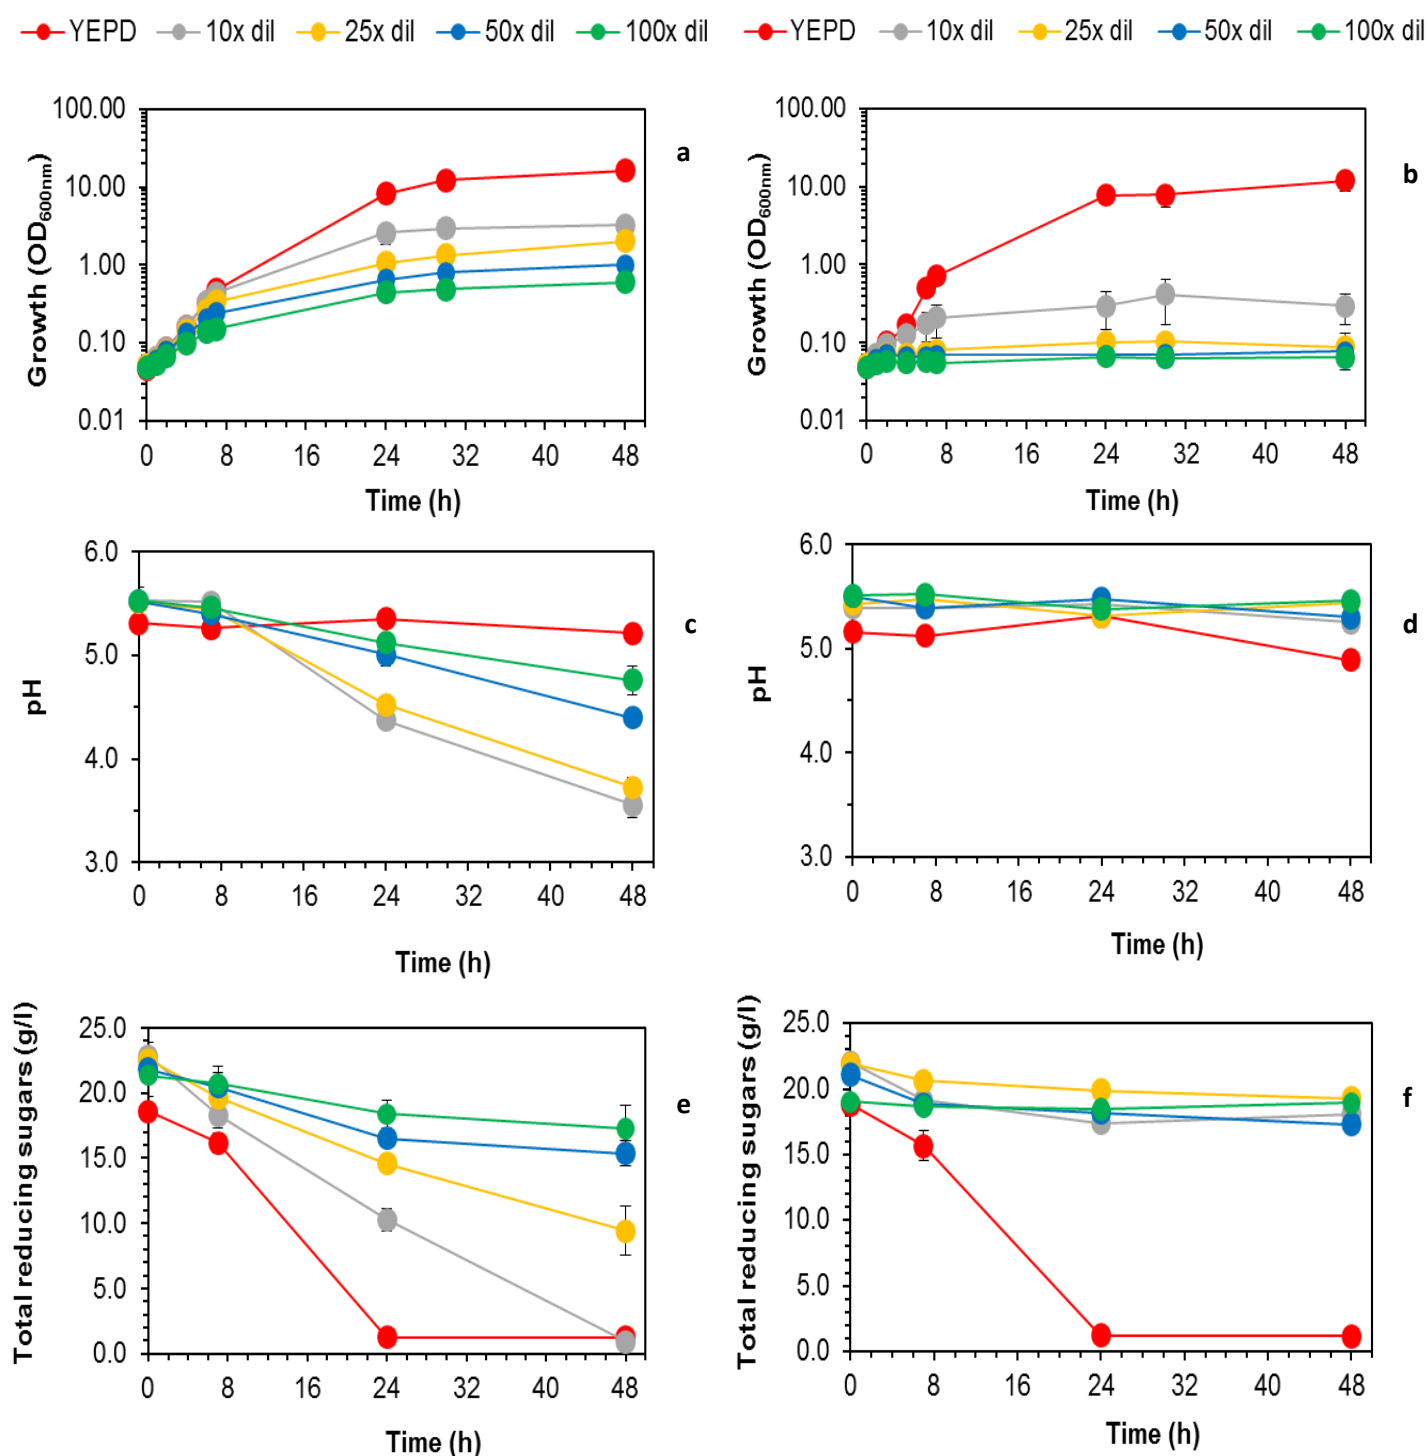 YEPD 10x dil 25x dil 50x dil 100x dil
YEPD 10x dil 25x dil 50x dil 100x dil
a
Growth (OD600nm)
100.00
10.00
1.00
0.10
0.01
0 8 16 24 32 40 48
Time (h)
b
Growth (OD600nm)
100.00
10.00
1.00
0.10
0.01
0 8 16 24 32 40 48
Time (h)
c
pH
6.0
5.0
4.0
3.0
0 8 16 24 32 40 48
Time (h)
d
pH
6.0
5.0
4.0
3.0
0 8 16 24 32 40 48
Time (h)
e
Total reducing sugars (g/l)
25.0
20.0
15.0
10.0
5.0
0.0
0 8 16 24 32 40 48
Time (h)
f
Total reducing sugars (g/l)
25.0
20.0
15.0
10.0
5.0
0.0
0 8 16 24 32 40 48
Time (h)